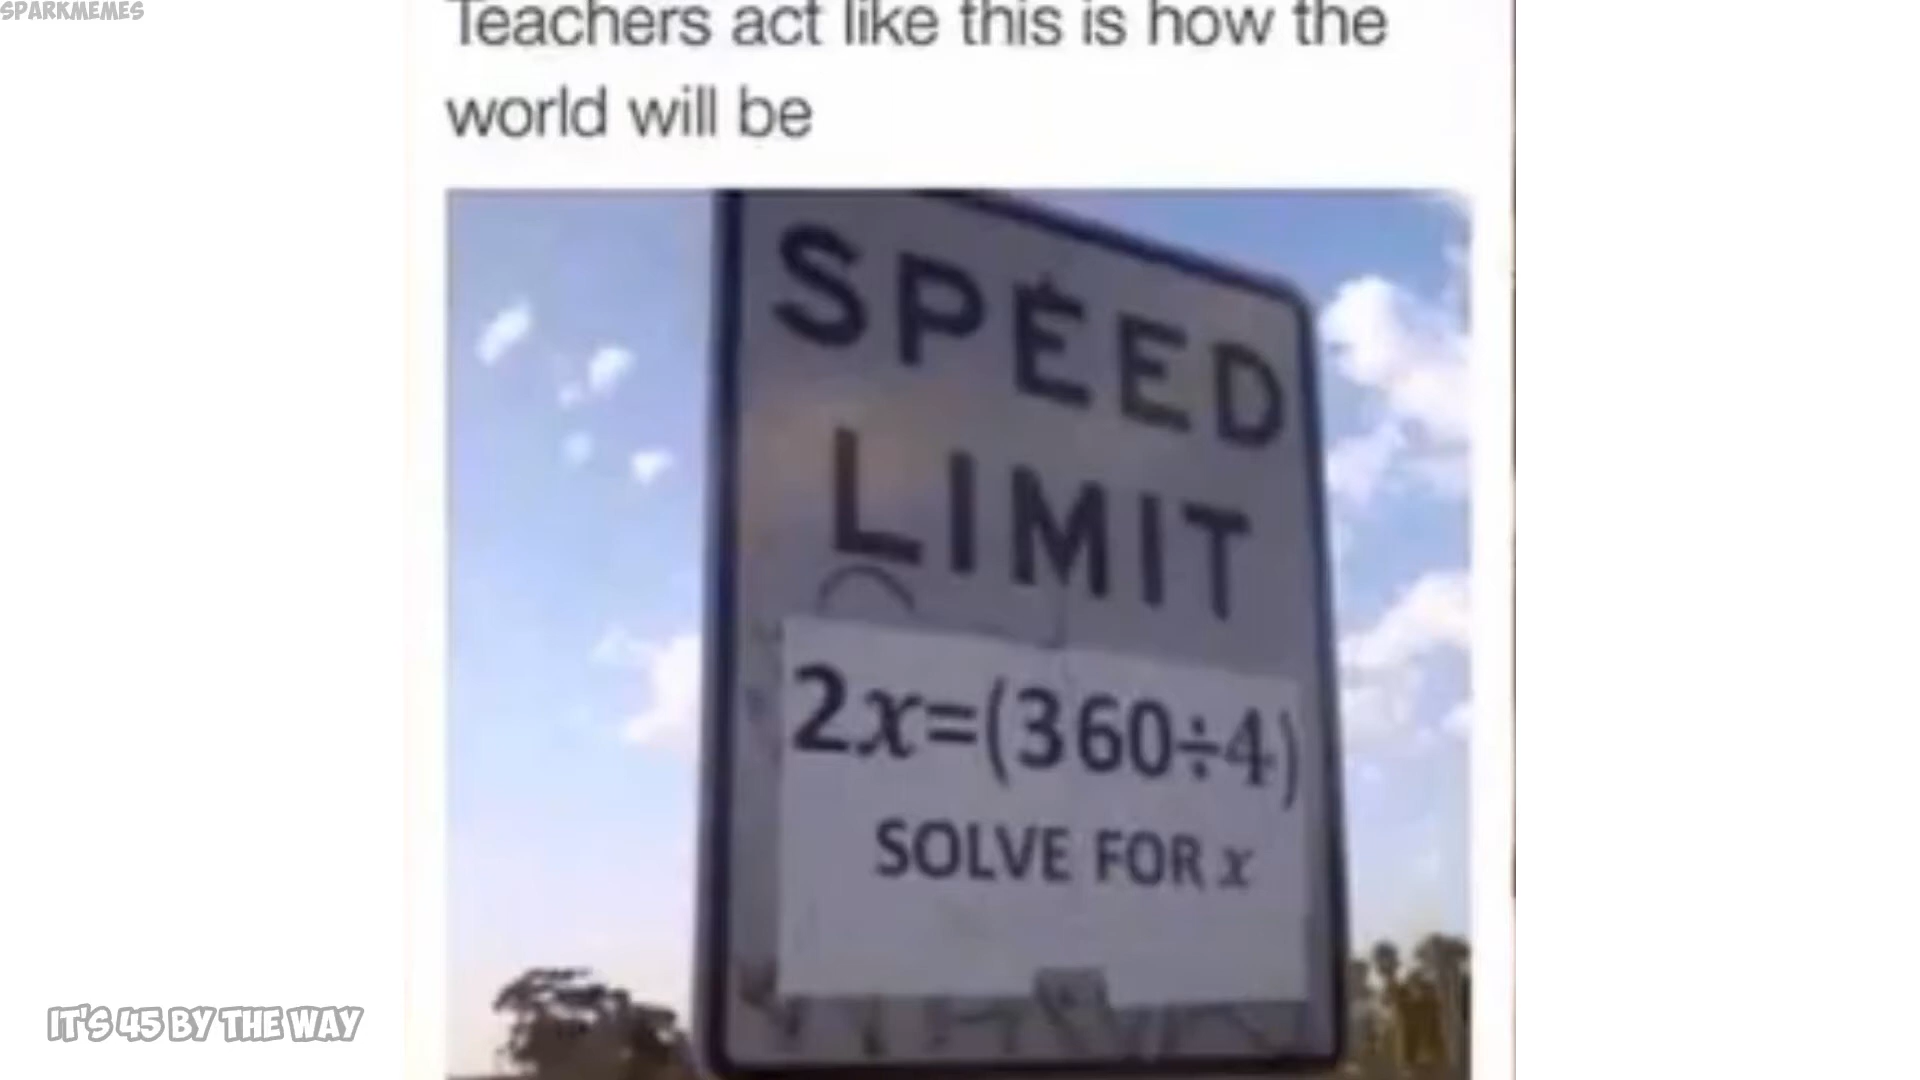 SPARKMEMES
Teachers act like this is how the
world will be
SPEED
LIMIT
2x=(360÷4)
SOLVE FOR x
IT'S 45 BY THE WAY